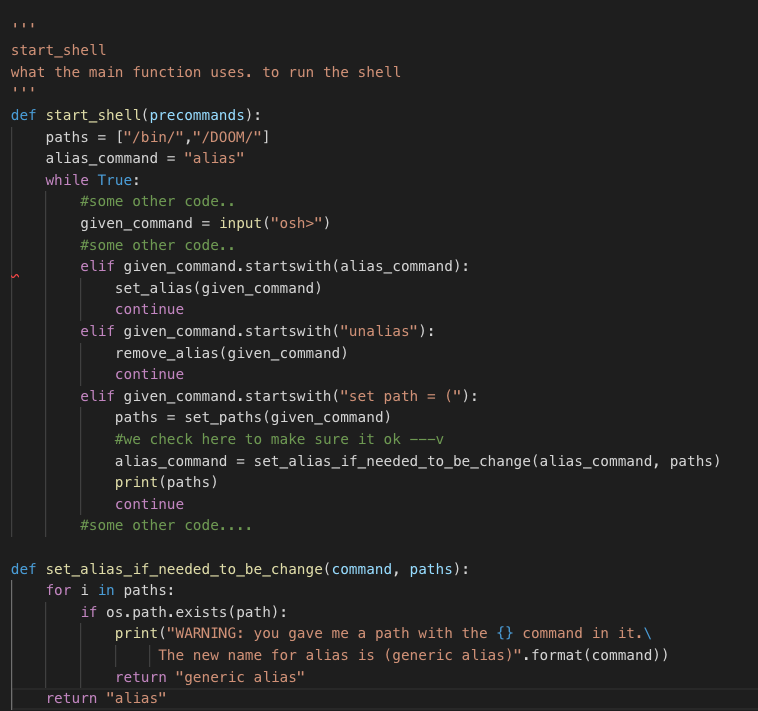 '''
start_shell
what the main function uses. to run the shell
'''
def start_shell(precommands):
    paths = ["/bin/","/DOOM/"]
    alias_command = "alias"
    while True:
        #some other code..
        given_command = input("osh>")
        #some other code..
        elif given_command.startswith(alias_command):
            set_alias(given_command)
            continue
        elif given_command.startswith("unalias"):
            remove_alias(given_command)
            continue
        elif given_command.startswith("set path = ("):
            paths = set_paths(given_command)
            #we check here to make sure it ok ---v
            alias_command = set_alias_if_needed_to_be_change(alias_command, paths)
            print(paths)
            continue
        #some other code....

def set_alias_if_needed_to_be_change(command, paths):
    for i in paths:
        if os.path.exists(path):
            print("WARNING: you gave me a path with the {} command in it.\
                 The new name for alias is (generic alias)".format(command))
            return "generic alias"
    return "alias"